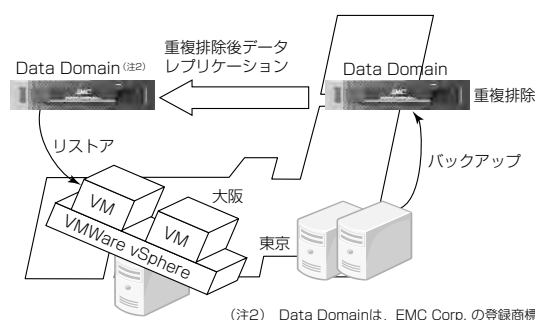 重複排除後データ
レプリケーション
Data Domain(注2)
Data Domain
EMC
EMC
重複排除
リストア
バックアップ
大阪
VM
VM
VMWare vSphere
東京
(注2) Data Domainは，EMC Corp. の登録商標